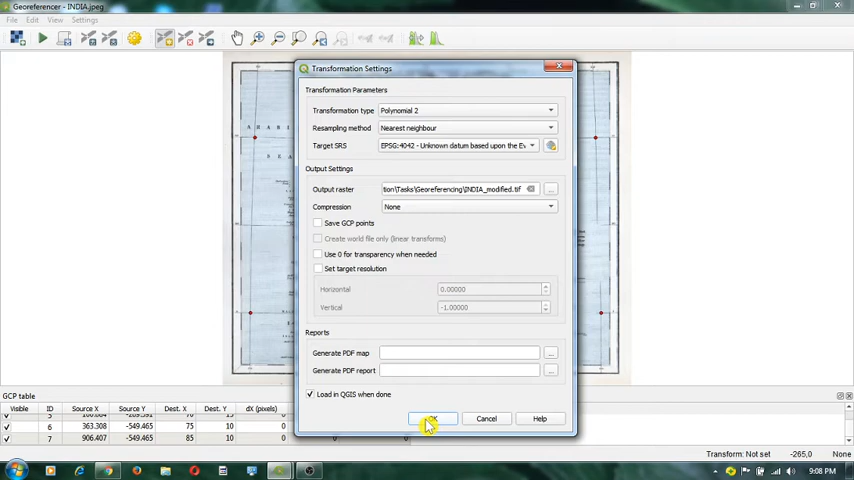 Georeferencer - INDIA.jpeg
File Edit View Settings
Transformation Settings
Transformation Parameters
Transformation type Polynomial 2
Resampling method Nearest neighbour
Target SRS EPSG:4042 - Unknown datum based upon the Ev
Output Settings
Output raster tion\Tasks\Georeferencing\INDIA_modified.tif ...
Compression None
Save GCP points
Create world file only (linear transforms)
Use 0 for transparency when needed
Set target resolution
Horizontal 0.00000
Vertical -1.00000
Reports
Generate PDF map ...
Generate PDF report ...
Load in QGIS when done
Cancel Help
GCP table
Visible ID Source X Source Y Dest. X Dest. Y dX (pixels)
6 363.308 -549.465 75 10 0
7 906.407 -549.465 85 10 0
Transform: Not set -265,0 None
9:08 PM